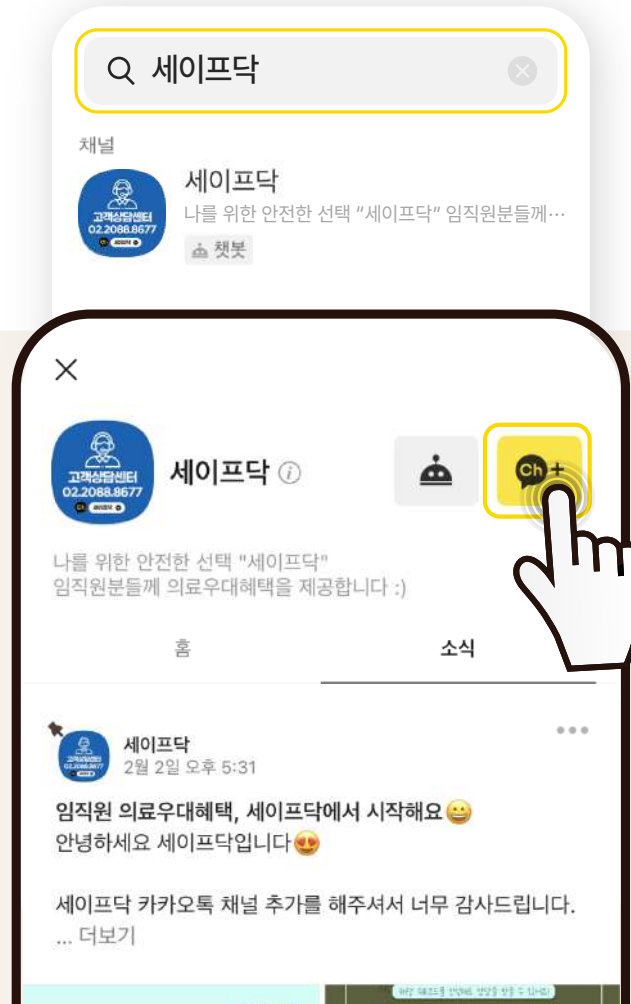 세이프닥
채널
고객상담센터
02.2088.8677
세이프닥
나를 위한 안전한 선택 “세이프닥” 임직원분들께…
챗봇
고객상담센터
02.2088.8677
세이프닥
Ch+
나를 위한 안전한 선택 "세이프닥"
임직원분들께 의료우대혜택을 제공합니다 :)
홈
소식
고객상담센터
02.2088.8677
세이프닥
2월 2일 오후 5:31
임직원 의료우대혜택, 세이프닥에서 시작해요😀
안녕하세요 세이프닥입니다😍
세이프닥 카카오톡 채널 추가를 해주셔서 너무 감사드립니다.
... 더보기